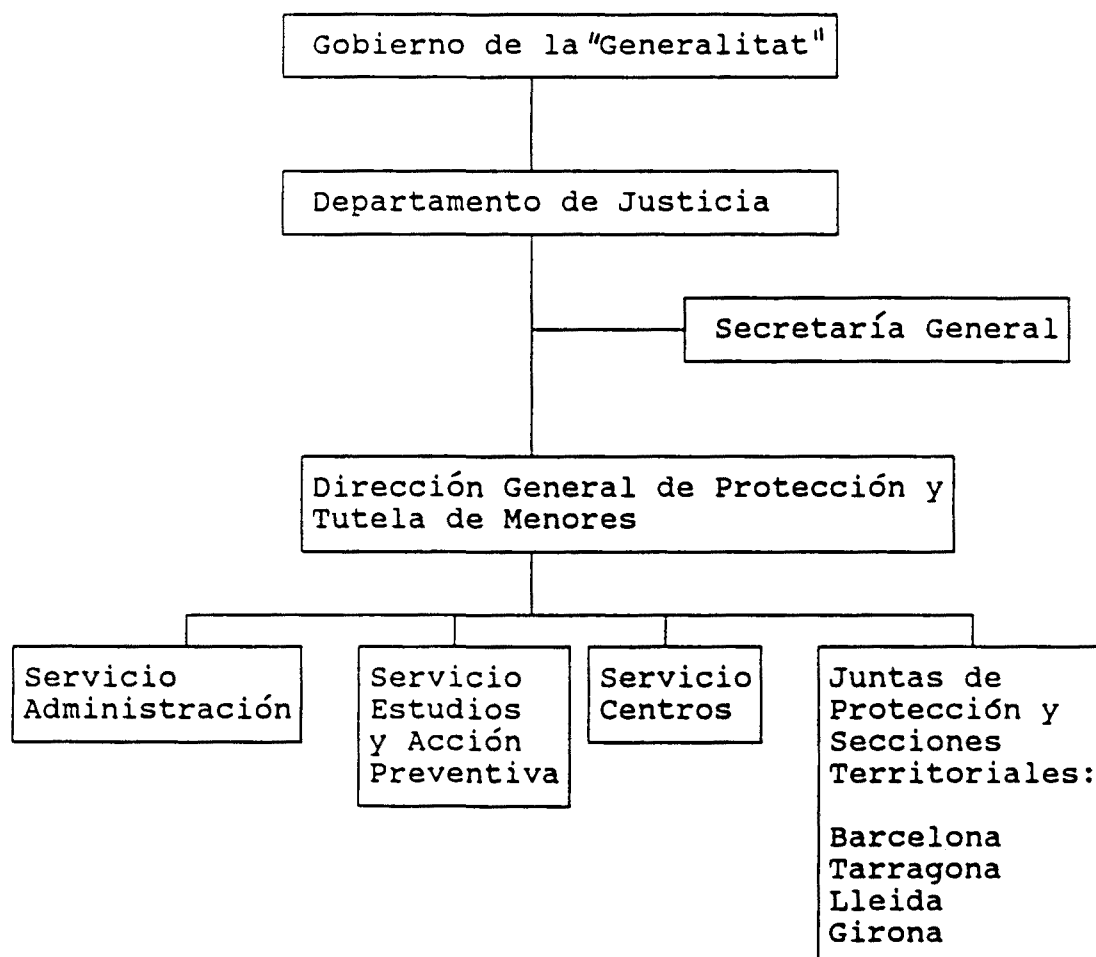 Gobierno de la "Generalitat"
Departamento de Justicia
Secretaría General
Dirección General de Protección y
Tutela de Menores
Servicio
Administración
Servicio
Estudios
y Acción
Preventiva
Servicio
Centros
Juntas de
Protección y
Secciones
Territoriales:
Barcelona
Tarragona
Lleida
Girona